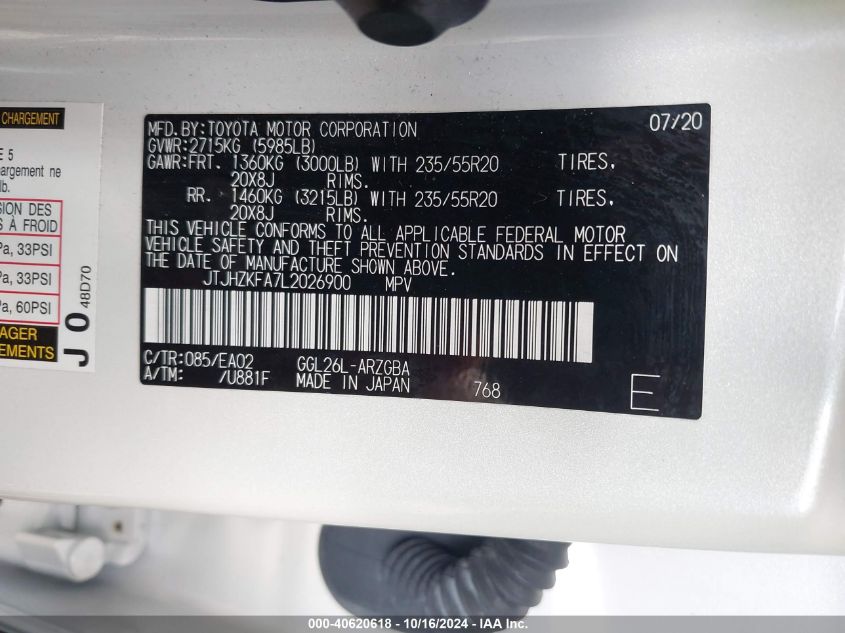 CHARGEMENT
E 5
chargement ne
lb.
SION DES
S À FROID
Pa, 33PSI
Pa, 33PSI
Pa, 60PSI
AGER
EMENTS
J O 48D70
MFD.BY:TOYOTA MOTOR CORPORATION 07/20
GVWR:2715KG (5985LB)
GAWR:FRT. 1360KG (3000LB) WITH 235/55R20 TIRES,
20X8J RIMS.
RR. 1460KG (3215LB) WITH 235/55R20 TIRES,
20X8J RIMS.
THIS VEHICLE CONFORMS TO ALL APPLICABLE FEDERAL MOTOR
VEHICLE SAFETY AND THEFT PREVENTION STANDARDS IN EFFECT ON
THE DATE OF MANUFACTURE SHOWN ABOVE.
JTJHZKFA7L2026900 MPV
C/TR:085/EA02 GGL26L-ARZGBA
A/TM: /U881F MADE IN JAPAN 768 E
000-40620618 - 10/16/2024 - IAA Inc.